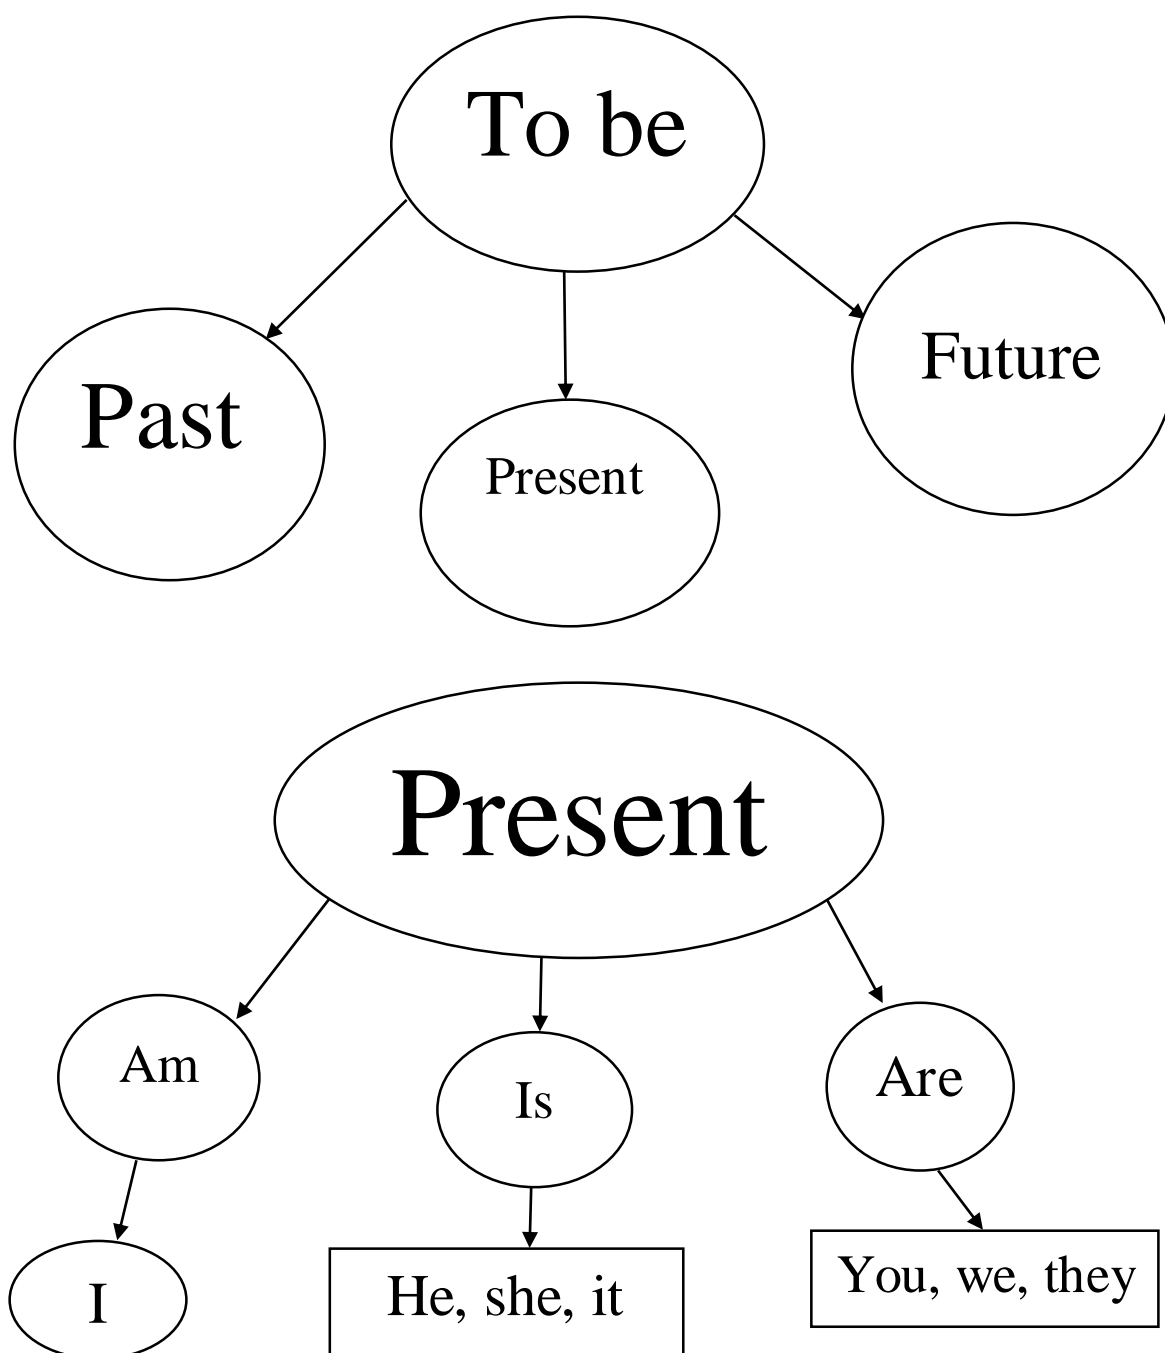 To be
Past
Present
Future
Present
Am
Is
Are
I
He, she, it
You, we, they